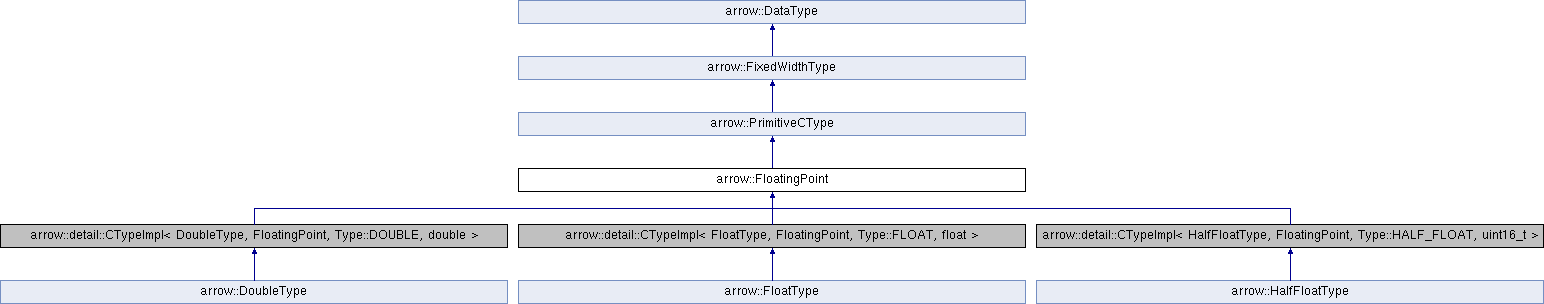 arrow::DataType
arrow::FixedWidthType
arrow::PrimitiveCType
arrow::FloatingPoint
arrow::detail::CTypeImpl< DoubleType, FloatingPoint, Type::DOUBLE, double >
arrow::detail::CTypeImpl< FloatType, FloatingPoint, Type::FLOAT, float >
arrow::detail::CTypeImpl< HalfFloatType, FloatingPoint, Type::HALF_FLOAT, uint16_t >
arrow::DoubleType
arrow::FloatType
arrow::HalfFloatType